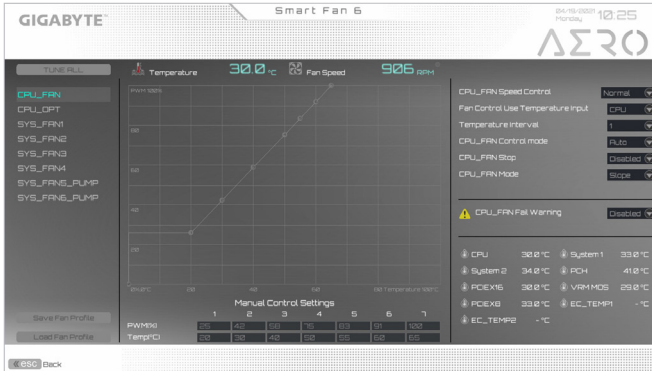 GIGABYTE™
Smart Fan 6
04/19/2021
Monday
10:25
AERO
TUNE ALL
Temperature 30.0 °C Fan Speed 906 RPM
CPU_FAN
CPU_OPT
SYS_FAN1
SYS_FAN2
SYS_FAN3
SYS_FAN4
SYS_FAN5_PUMP
SYS_FAN6_PUMP
Save Fan Profile
Load Fan Profile
PWM 100%
80
60
40
20
0%/0°C 20 40 60 80 Temperature 100°C
Manual Control Settings
1 2 3 4 5 6 7
PWM(%) 25 42 58 75 83 91 100
Temp(°C) 20 30 40 50 55 60 65
CPU_FAN Speed Control Normal
Fan Control Use Temperature Input CPU
Temperature Interval 1
CPU_FAN Control mode Auto
CPU_FAN Stop Disabled
CPU_FAN Mode Slope
CPU_FAN Fail Warning Disabled
CPU 30.0 °C System 1 33.0 °C
System 2 34.0 °C PCH 41.0 °C
PCIEX16 30.0 °C VRM MOS 29.0 °C
PCIEX8 33.0 °C EC_TEMP1 - °C
EC_TEMP2 - °C
esc Back